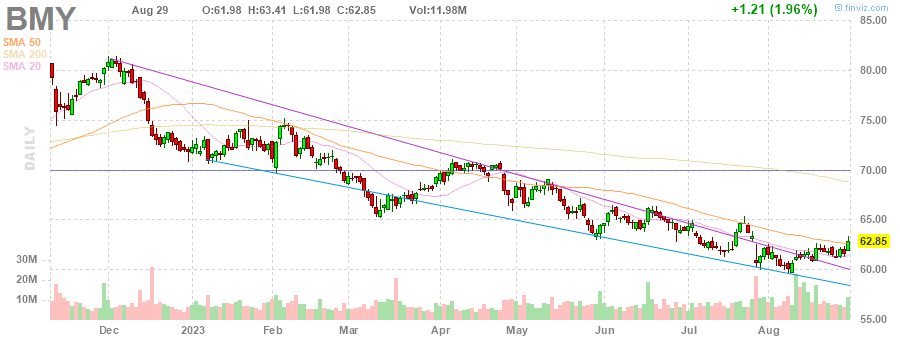 BMY
Aug 29 O:61.98 H:63.41 L:61.98 C:62.85 Vol:11.98M +1.21 (1.96%)
© finviz.com
SMA 50
SMA 200
SMA 20
DAILY
85.00
80.00
75.00
70.00
65.00
62.85
60.00
55.00
30M
20M
10M
Dec 2023 Feb Mar Apr May Jun Jul Aug